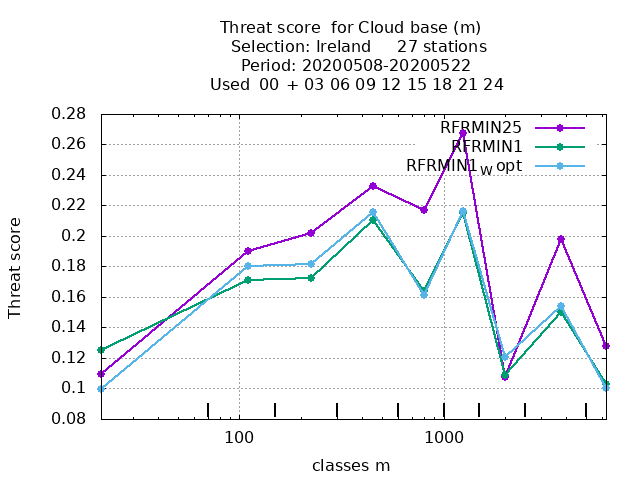 Threat score  for Cloud base (m)
Selection: Ireland     27 stations
Period: 20200508-20200522
Used  00 + 03 06 09 12 15 18 21 24
RFRMIN25
RFRMIN1
RFRMIN1W opt
0.28
0.26
0.24
0.22
0.2
0.18
0.16
0.14
0.12
0.1
0.08
Threat score
100
1000
classes m